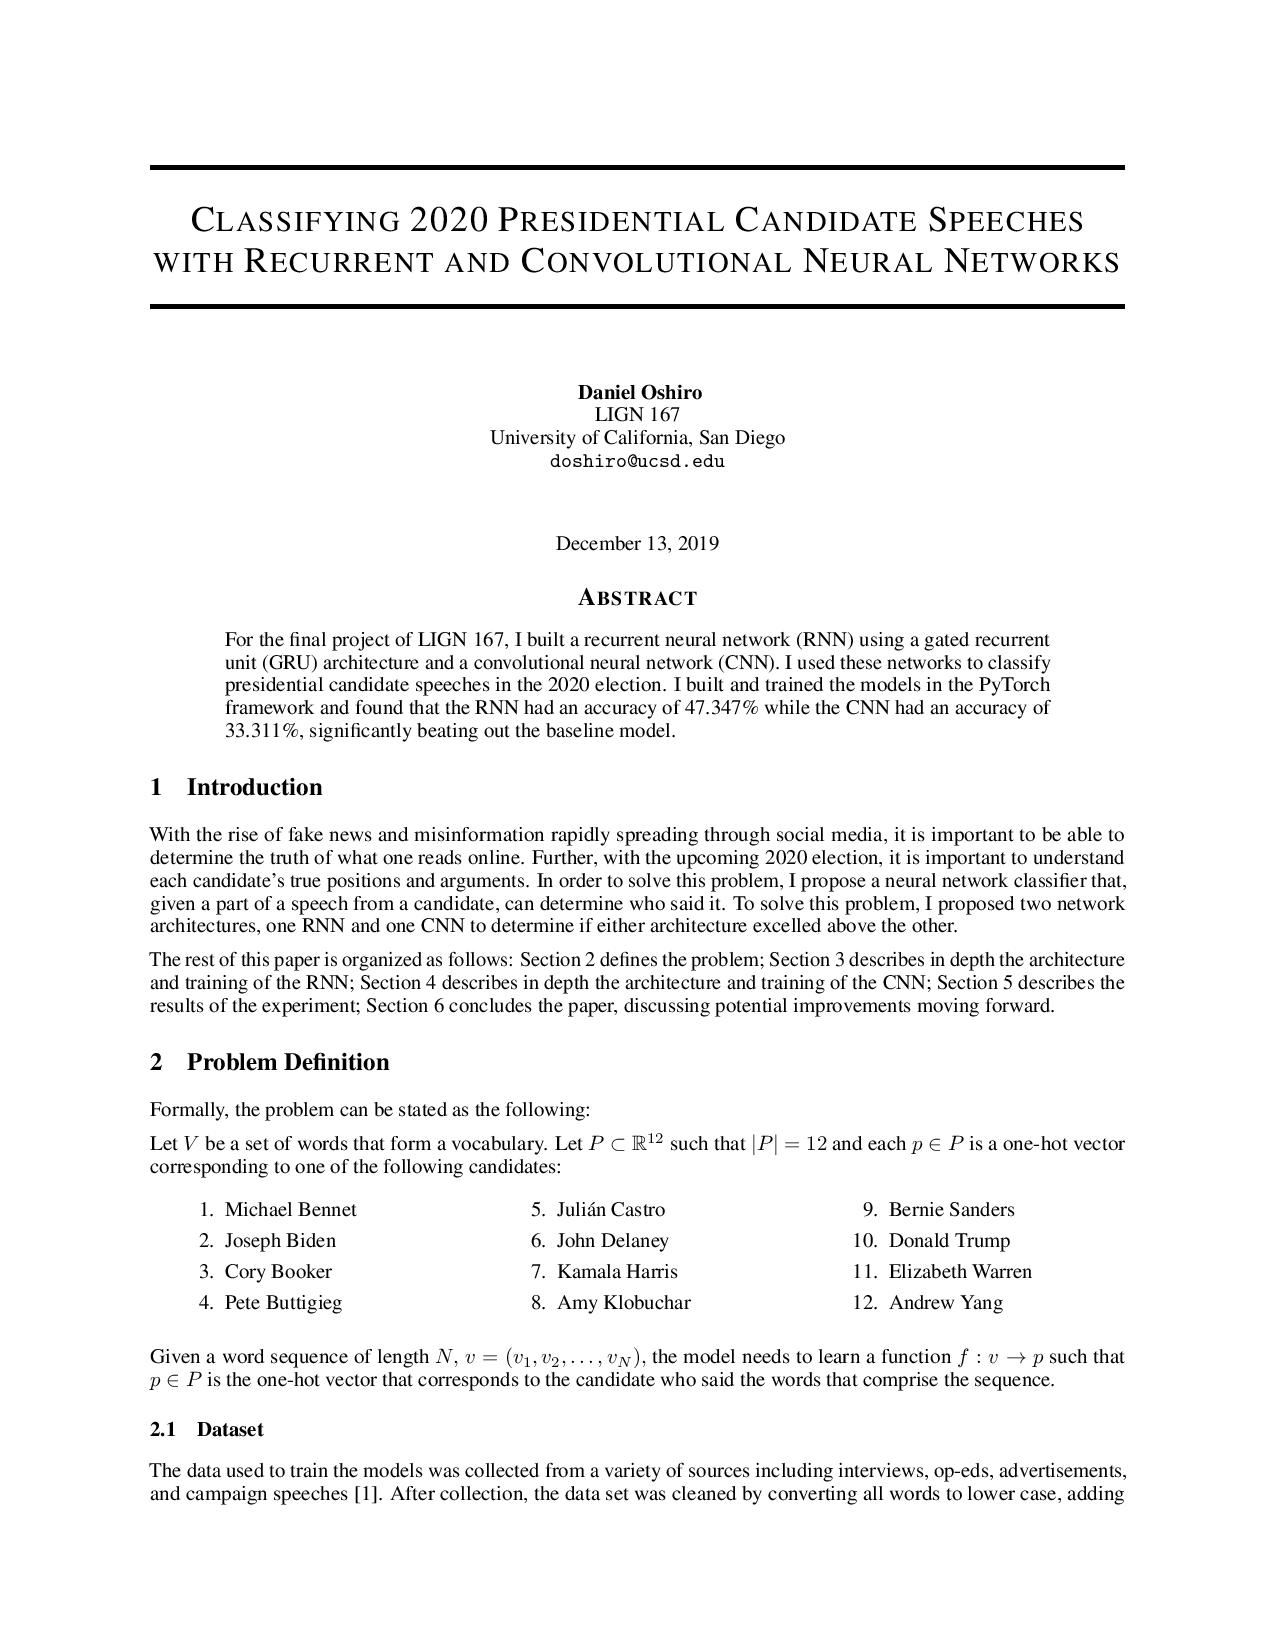 CLASSIFYING 2020 PRESIDENTIAL CANDIDATE SPEECHES
WITH RECURRENT AND CONVOLUTIONAL NEURAL NETWORKS
Daniel Oshiro
LIGN 167
University of California, San Diego
doshiro@ucsd.edu
December 13, 2019
ABSTRACT
For the final project of LIGN 167, I built a recurrent neural network (RNN) using a gated recurrent
unit (GRU) architecture and a convolutional neural network (CNN). I used these networks to classify
presidential candidate speeches in the 2020 election. I built and trained the models in the PyTorch
framework and found that the RNN had an accuracy of 47.347% while the CNN had an accuracy of
33.311%, significantly beating out the baseline model.
1 Introduction
With the rise of fake news and misinformation rapidly spreading through social media, it is important to be able to
determine the truth of what one reads online. Further, with the upcoming 2020 election, it is important to understand
each candidate's true positions and arguments. In order to solve this problem, I propose a neural network classifier that,
given a part of a speech from a candidate, can determine who said it. To solve this problem, I proposed two network
architectures, one RNN and one CNN to determine if either architecture excelled above the other.
The rest of this paper is organized as follows: Section 2 defines the problem; Section 3 describes in depth the architecture
and training of the RNN; Section 4 describes in depth the architecture and training of the CNN; Section 5 describes the
results of the experiment; Section 6 concludes the paper, discussing potential improvements moving forward.
2 Problem Definition
Formally, the problem can be stated as the following:
Let V be a set of words that form a vocabulary. Let P ⊂ ℝ¹² such that |P| = 12 and each p ∈ P is a one-hot vector
corresponding to one of the following candidates:
1. Michael Bennet
2. Joseph Biden
3. Cory Booker
4. Pete Buttigieg
5. Julián Castro
6. John Delaney
7. Kamala Harris
8. Amy Klobuchar
9. Bernie Sanders
10. Donald Trump
11. Elizabeth Warren
12. Andrew Yang
Given a word sequence of length N, v = (v₁, v₂, . . . , v_N), the model needs to learn a function f : v → p such that
p ∈ P is the one-hot vector that corresponds to the candidate who said the words that comprise the sequence.
2.1 Dataset
The data used to train the models was collected from a variety of sources including interviews, op-eds, advertisements,
and campaign speeches [1]. After collection, the data set was cleaned by converting all words to lower case, adding